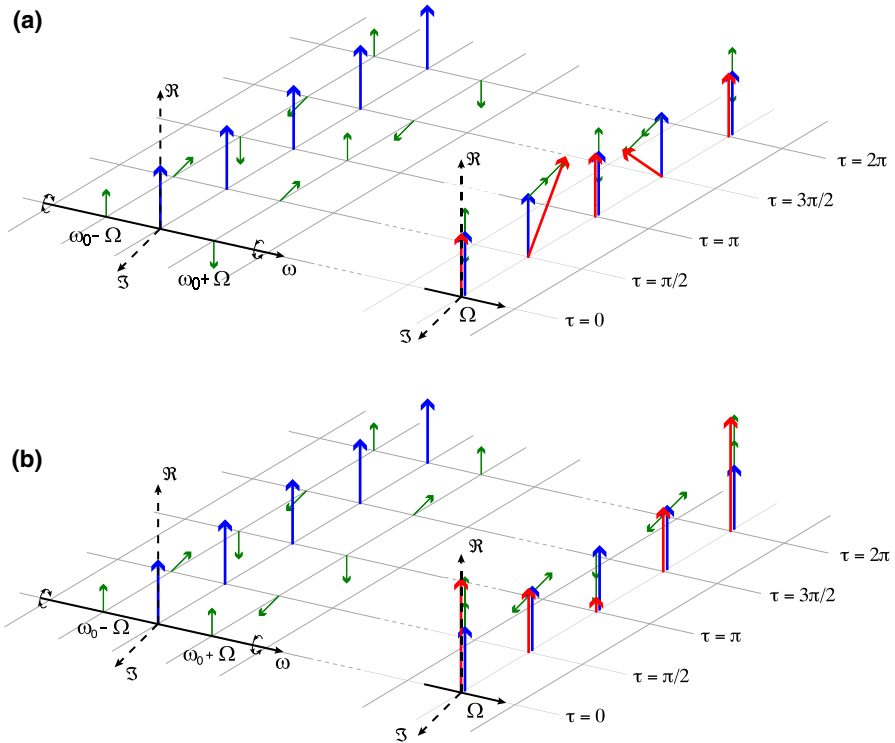 (a)
ℜ
ℜ
τ = 2π
τ = 3π/2
τ = π
ω₀− Ω
ℑ
ω₀+ Ω
ω
τ = π/2
Ω
τ = 0
ℑ
(b)
ℜ
ℜ
τ = 2π
τ = 3π/2
τ = π
ω₀− Ω
ω₀+ Ω
ω
ℑ
τ = π/2
Ω
τ = 0
ℑ